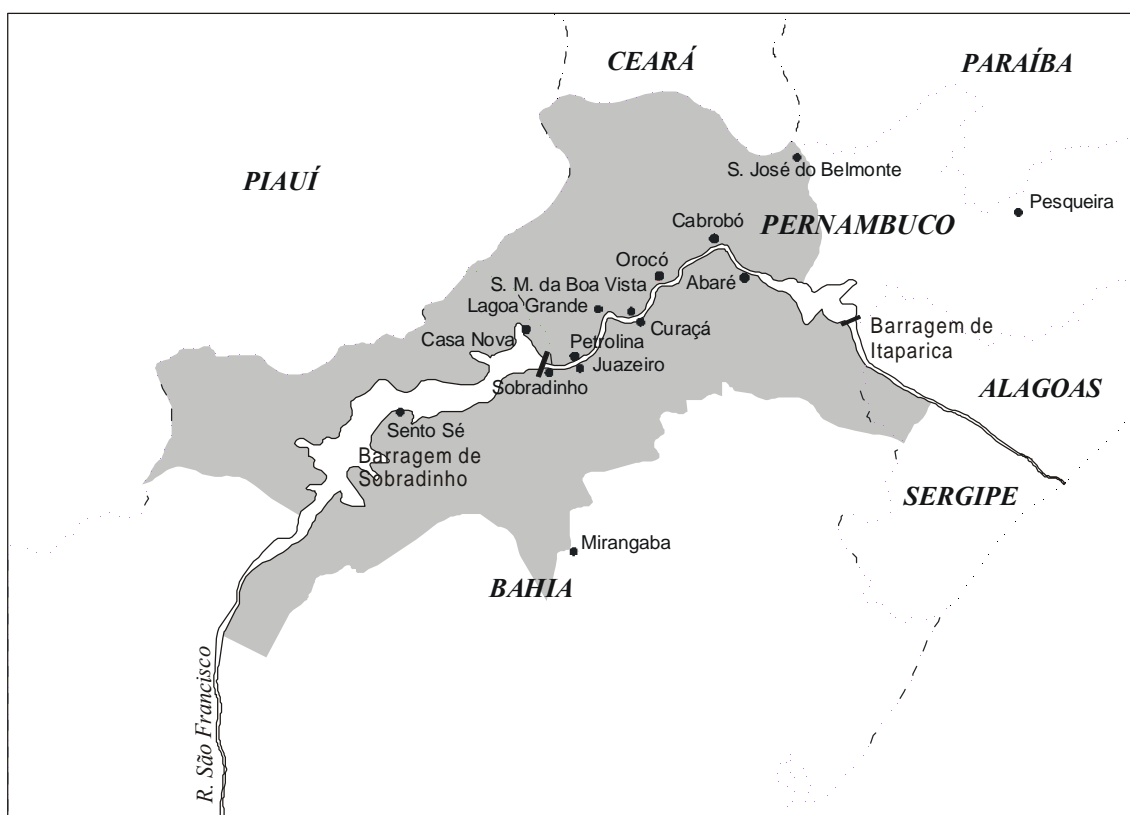 CEARÁ
PARAÍBA
PIAUÍ
S. José do Belmonte
Pesqueira
Cabrobó
PERNAMBUCO
Orocó
S. M. da Boa Vista
Abaré
Lagoa Grande
Curaçá
Casa Nova
Petrolina
Juazeiro
Sobradinho
Barragem de
Itaparica
ALAGOAS
Sento Sé
Barragem de
Sobradinho
SERGIPE
Mirangaba
BAHIA
R. São Francisco